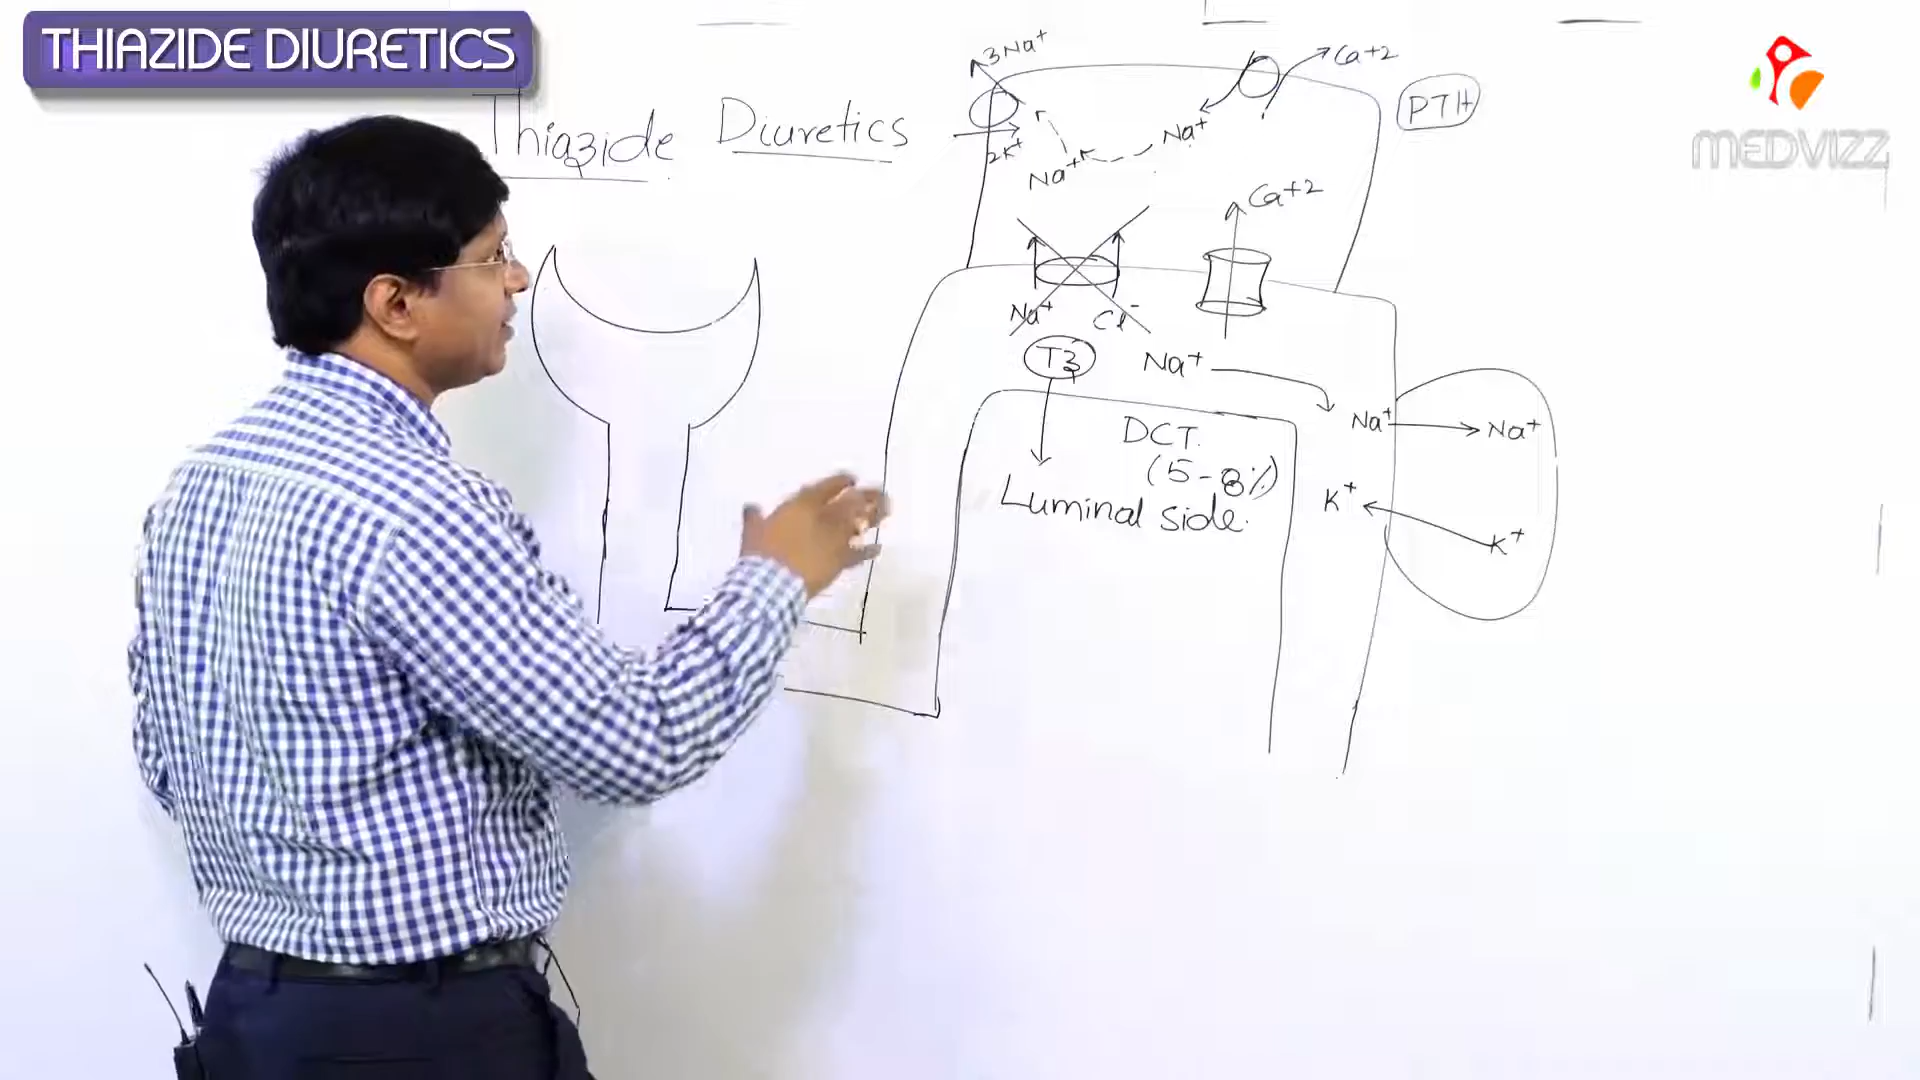 THIAZIDE DIURETICS
MEDVIZZ
Thiazide Diuretics
3Na+
2K+
Na+
Na+
Ca+2
PTH
Ca+2
Na+ Cl-
T3
Na+
DCT.
(5-8%)
Luminal side.
Na+ Na+
K+ K+